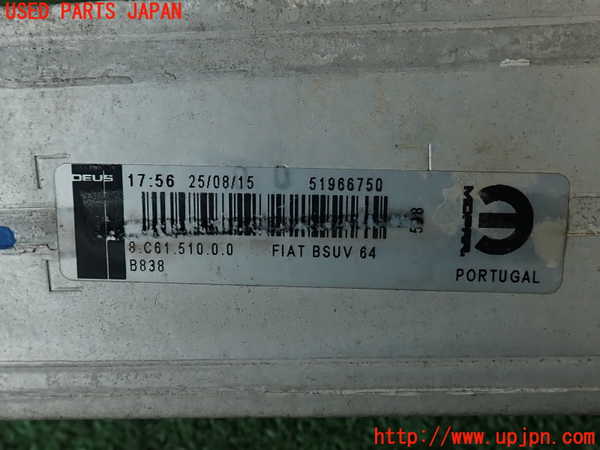 USED PARTS JAPAN
DEUS 17:56 25/08/15 51966750
8.C61.510.0.0 FIAT BSUV 64
B838
508
MOPAR
PORTUGAL
http://www.upjpn.com